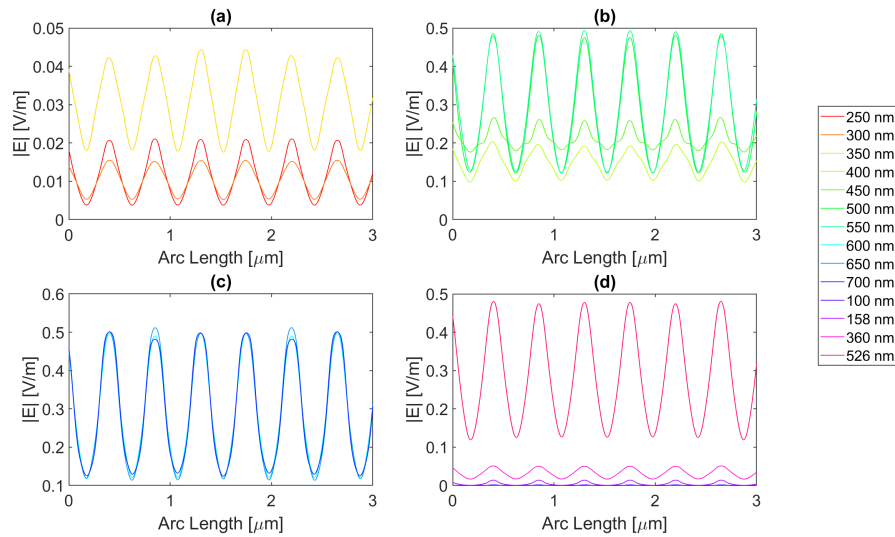 (a)
0.05
0.04
0.03
0.02
0.01
0
|E| [V/m]
0
1
2
3
Arc Length [μm]
(b)
0.5
0.4
0.3
0.2
0.1
0
|E| [V/m]
0
1
2
3
Arc Length [μm]
(c)
0.6
0.5
0.4
0.3
0.2
0.1
|E| [V/m]
0
1
2
3
Arc Length [μm]
(d)
0.5
0.4
0.3
0.2
0.1
0
|E| [V/m]
0
1
2
3
Arc Length [μm]
250 nm
300 nm
350 nm
400 nm
450 nm
500 nm
550 nm
600 nm
650 nm
700 nm
100 nm
158 nm
360 nm
526 nm